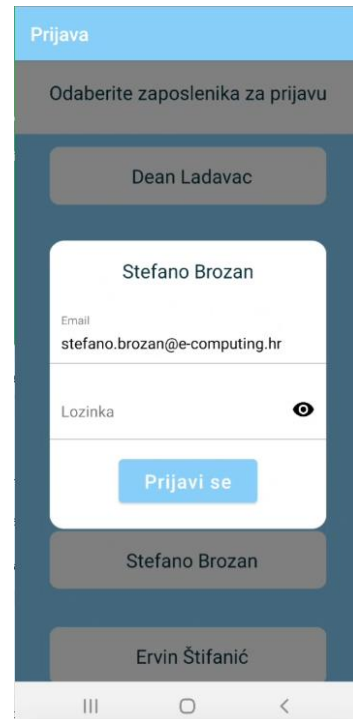 Prijava
Odaberite zaposlenika za prijavu
Dean Ladavac
Stefano Brozan
Email
stefano.brozan@e-computing.hr
Lozinka
Prijavi se
Stefano Brozan
Ervin Štifanić